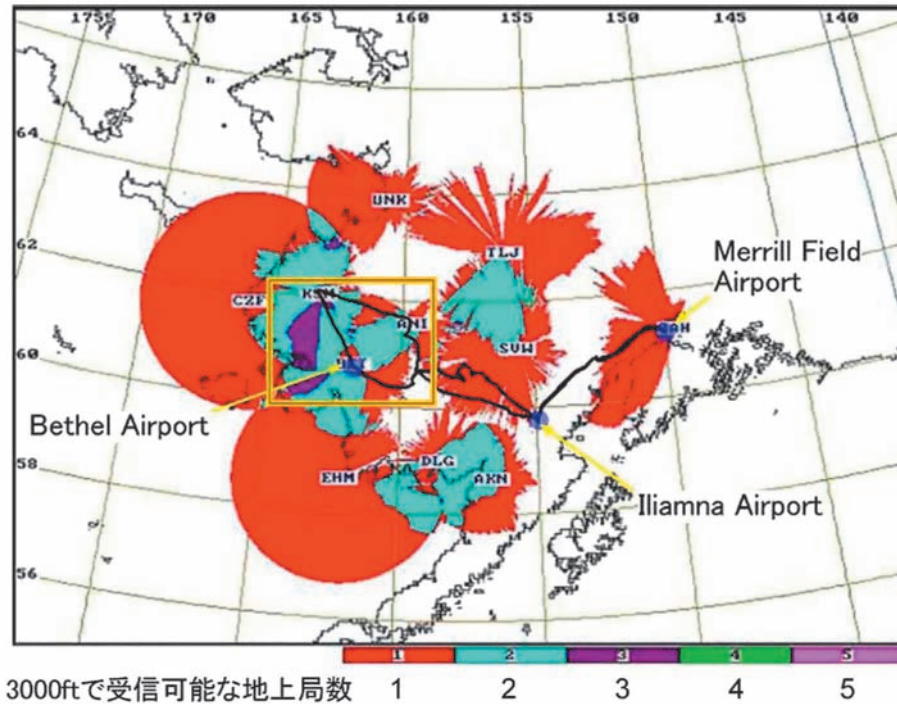 175° 170 165 160 155 150 145 140
64
UNK
62
TLJ
Merrill Field
Airport
CZF
ANI
60
SVW
Bethel Airport
58
DLG
EHM
AKN
Iliamna Airport
56
1 2 3 4 5
3000ftで受信可能な地上局数 1 2 3 4 5